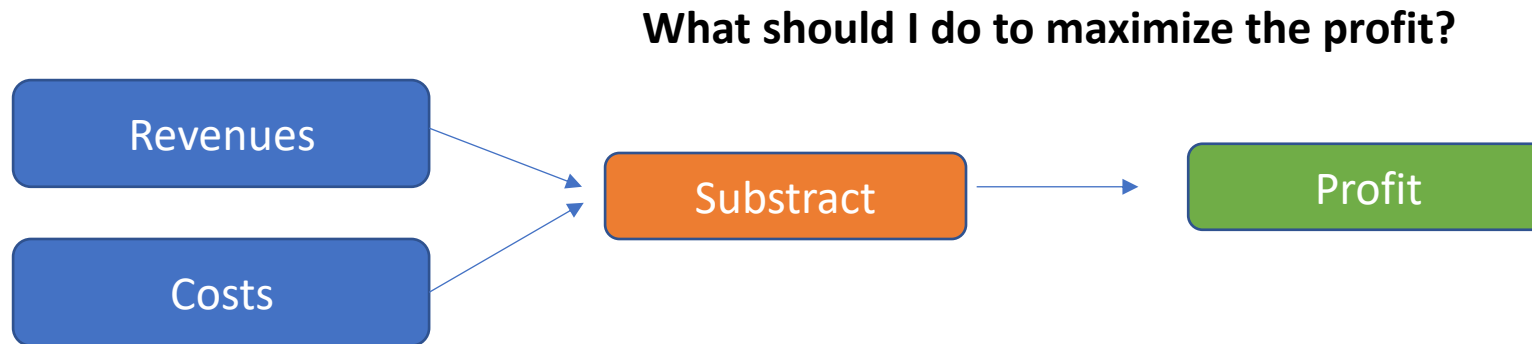 What should I do to maximize the profit?
Revenues
Substract
Profit
Costs